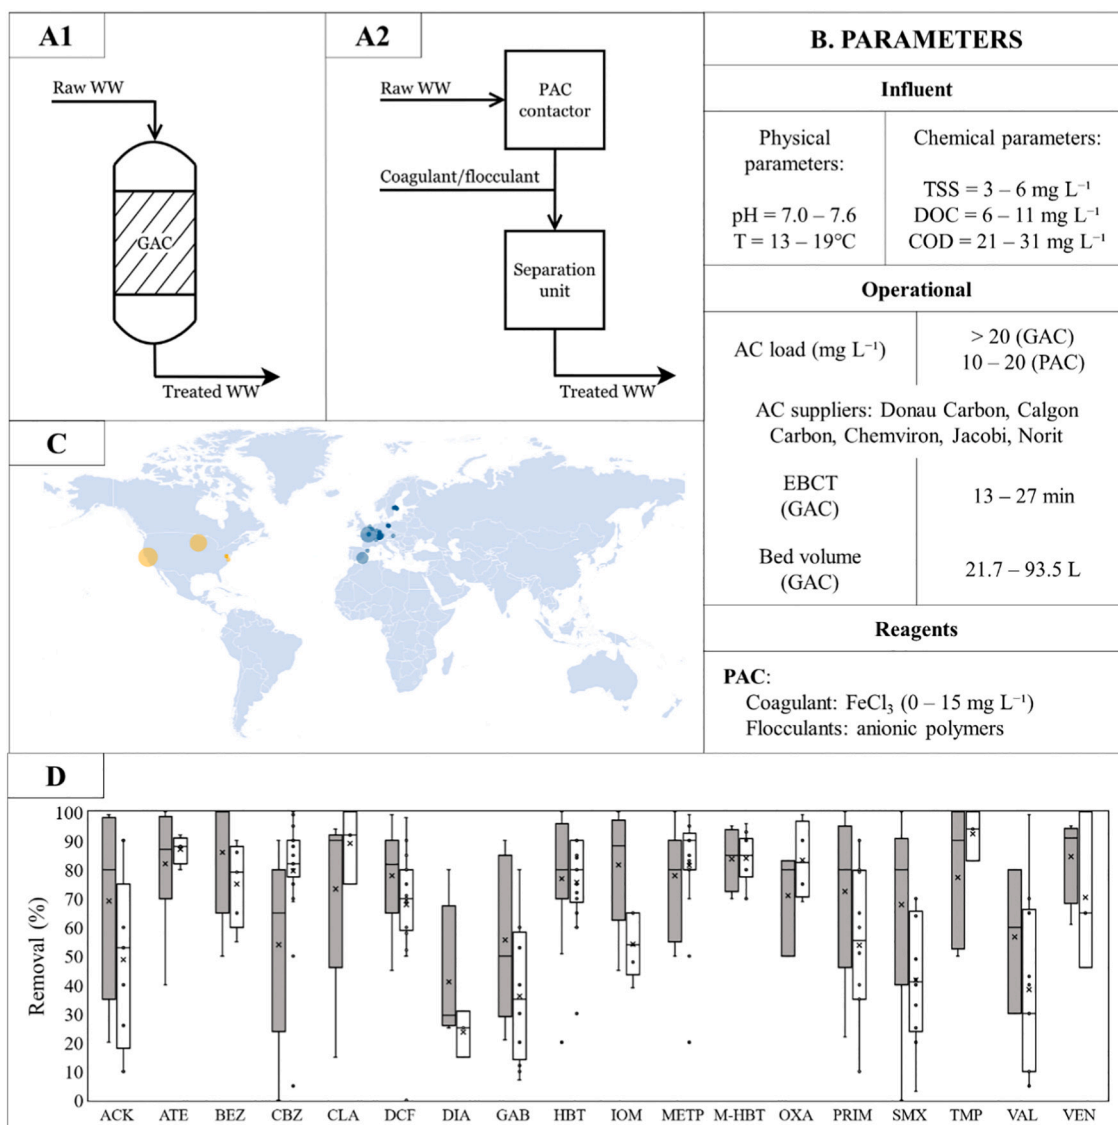 A1
Raw WW
GAC
Treated WW
A2
Raw WW
PAC
contactor
Coagulant/flocculant
Separation
unit
Treated WW
B. PARAMETERS
Influent
Physical
parameters:
pH = 7.0 – 7.6
T = 13 – 19°C
Chemical parameters:
TSS = 3 – 6 mg L⁻¹
DOC = 6 – 11 mg L⁻¹
COD = 21 – 31 mg L⁻¹
Operational
AC load (mg L⁻¹)
> 20 (GAC)
10 – 20 (PAC)
AC suppliers: Donau Carbon, Calgon
Carbon, Chemviron, Jacobi, Norit
EBCT
(GAC)
13 – 27 min
Bed volume
(GAC)
21.7 – 93.5 L
Reagents
PAC:
Coagulant: FeCl₃ (0 – 15 mg L⁻¹)
Flocculants: anionic polymers
C
D
Removal (%)
100
90
80
70
60
50
40
30
20
10
0
ACK ATE BEZ CBZ CLA DCF DIA GAB HBT IOM METP M-HBT OXA PRIM SMX TMP VAL VEN